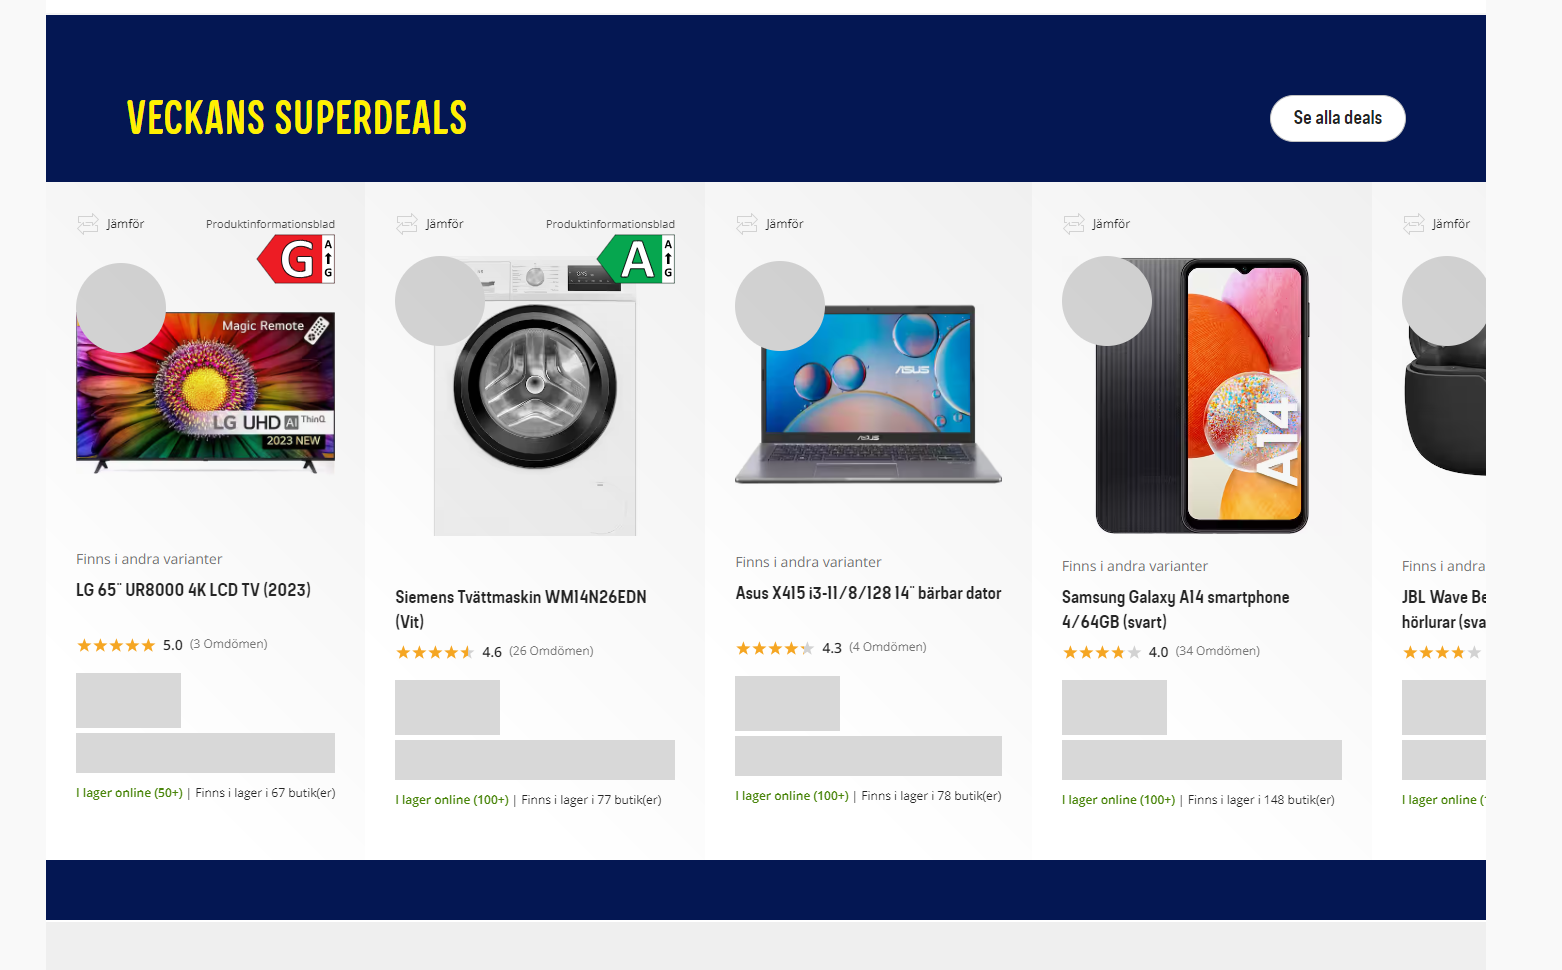 VECKANS SUPERDEALS
Se alla deals
Jämför
Produktinformationsblad
G
A
G
Magic Remote
LG UHD AI ThinQ
2023 NEW
Finns i andra varianter
LG 65" UR8000 4K LCD TV (2023)
5.0 (3 Omdömen)
I lager online (50+) | Finns i lager i 67 butik(er)
Jämför
Produktinformationsblad
A
A
G
Siemens Tvättmaskin WM14N26EDN
(Vit)
4.6 (26 Omdömen)
I lager online (100+) | Finns i lager i 77 butik(er)
Jämför
ASUS
ASUS
Finns i andra varianter
Asus X415 i3-11/8/128 14" bärbar dator
4.3 (4 Omdömen)
I lager online (100+) | Finns i lager i 78 butik(er)
Jämför
A14
Finns i andra varianter
Samsung Galaxy A14 smartphone
4/64GB (svart)
4.0 (34 Omdömen)
I lager online (100+) | Finns i lager i 148 butik(er)
Jämför
Finns i andra
JBL Wave Be
hörlurar (sva
I lager online (